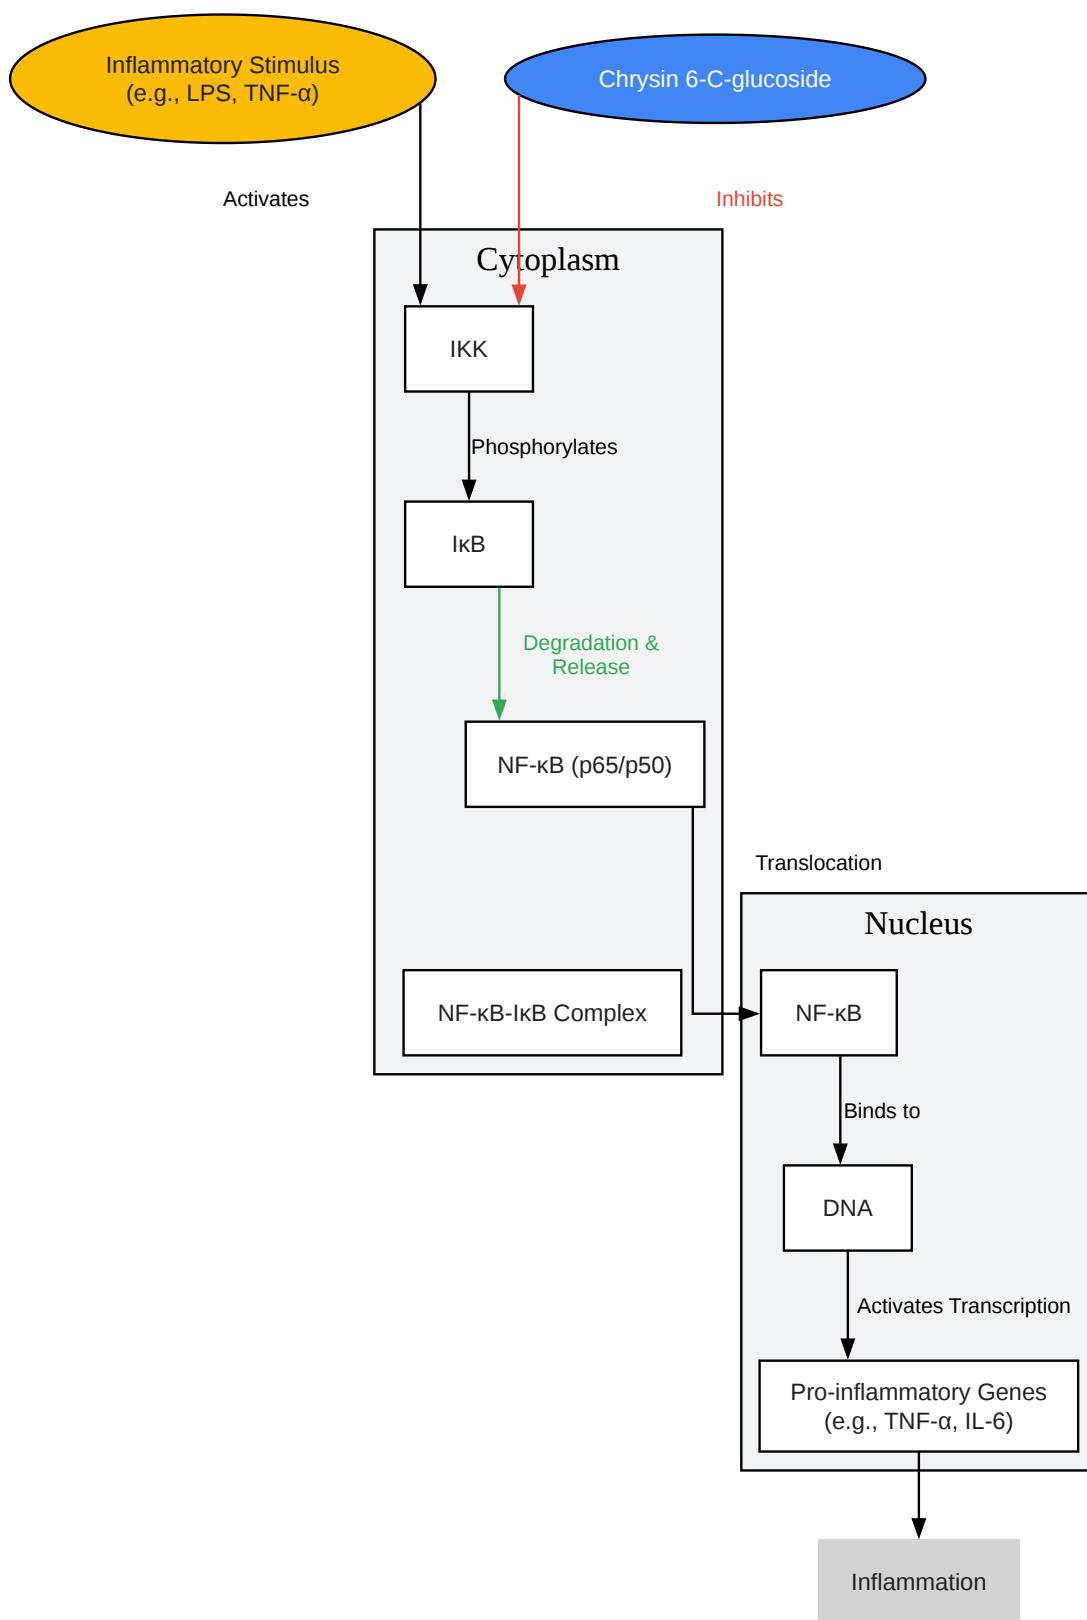 Inflammatory Stimulus
(e.g., LPS, TNF-α)
Chrysin 6-C-glucoside
Activates
Inhibits
Cytoplasm
IKK
Phosphorylates
IκB
Degradation &
Release
NF-κB (p65/p50)
Translocation
Nucleus
NF-κB-IκB Complex
NF-κB
Binds to
DNA
Activates Transcription
Pro-inflammatory Genes
(e.g., TNF-α, IL-6)
Inflammation